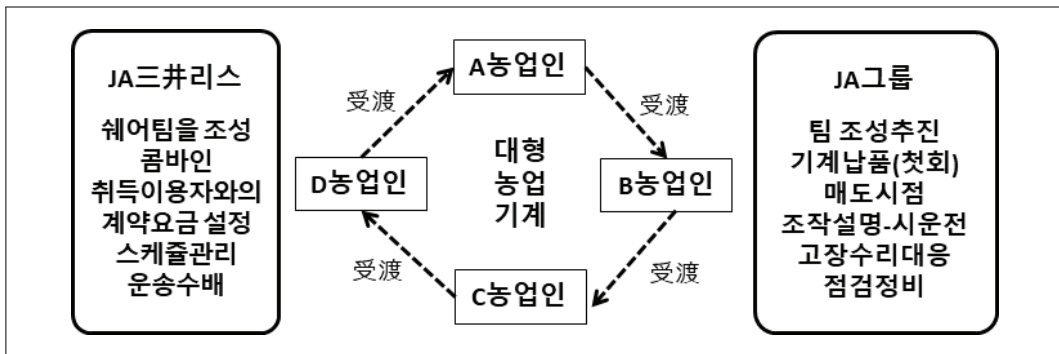 JA三井리스
쉐어팀을 조성
콤바인
취득이용자와의
계약요금 설정
스케쥴관리
운송수배
A농업인
受渡
受渡
대형
농업
기계
D농업인
B농업인
受渡
受渡
C농업인
JA그룹
팀 조성추진
기계납품(첫회)
매도시점
조작설명-시운전
고장수리대응
점검정비